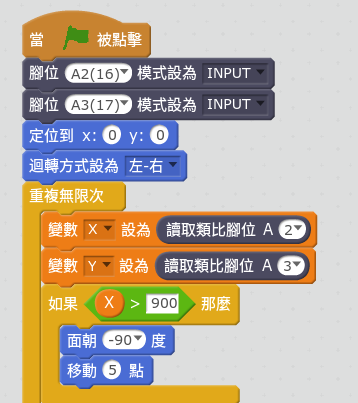 當 被點擊
腳位 A2(16) 模式設為 INPUT
腳位 A3(17) 模式設為 INPUT
定位到 x: 0 y: 0
迴轉方式設為 左-右
重複無限次
變數 X 設為 讀取類比腳位 A 2
變數 Y 設為 讀取類比腳位 A 3
如果 X > 900 那麼
面朝 -90 度
移動 5 點